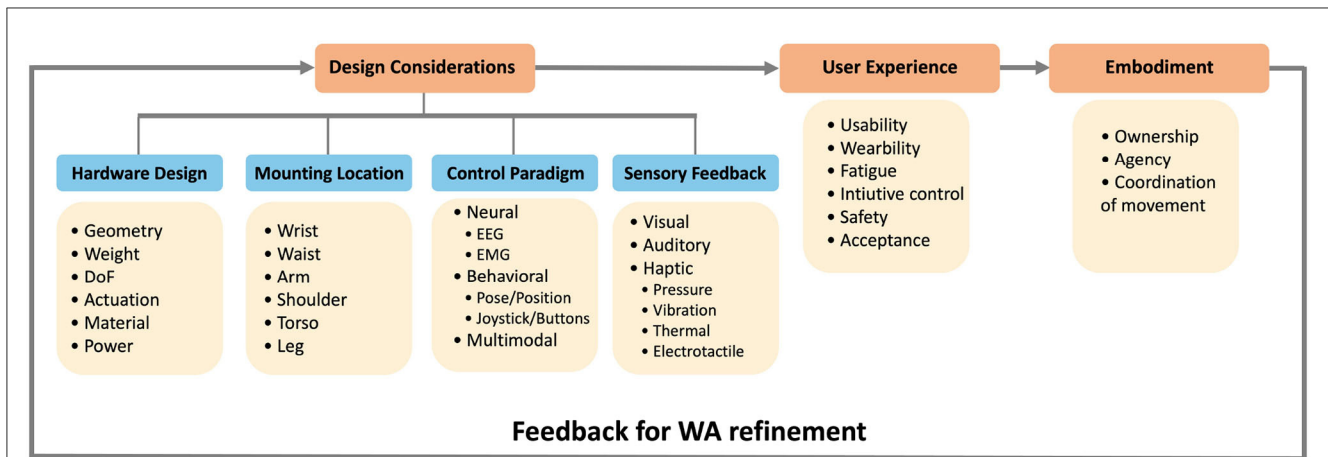 Design Considerations
User Experience
Embodiment
Hardware Design
Mounting Location
Control Paradigm
Sensory Feedback
• Geometry
• Weight
• DoF
• Actuation
• Material
• Power
• Wrist
• Waist
• Arm
• Shoulder
• Torso
• Leg
• Neural
• EEG
• EMG
• Behavioral
• Pose/Position
• Joystick/Buttons
• Multimodal
• Visual
• Auditory
• Haptic
• Pressure
• Vibration
• Thermal
• Electrotactile
• Usability
• Wearbility
• Fatigue
• Intiutive control
• Safety
• Acceptance
• Ownership
• Agency
• Coordination
of movement
Feedback for WA refinement